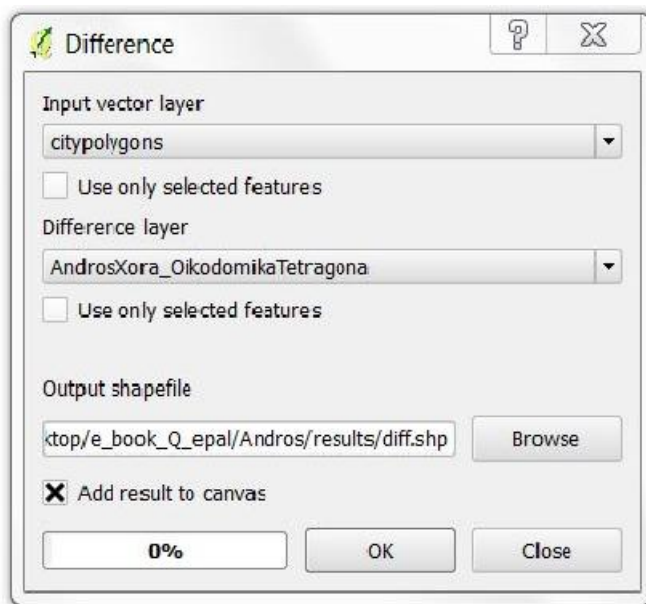 Difference
Input vector layer
citypolygons
Use only selected features
Difference layer
AndrosXora_OikodomikaTetragona
Use only selected features
Output shapefile
ktop/e_book_Q_epal/Andros/results/diff.shp
Browse
Add result to canvas
0%
OK
Close